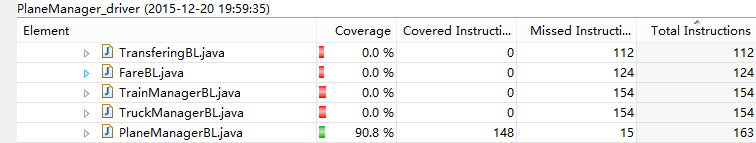 PlaneManager_driver (2015-12-20 19:59:35)
Element Coverage Covered Instructi... Missed Instructions Total Instructions
TransferingBL.java 0.0 % 0 112 112
FareBL.java 0.0 % 0 124 124
TrainManagerBL.java 0.0 % 0 154 154
TruckManagerBL.java 0.0 % 0 154 154
PlaneManagerBL.java 90.8 % 148 15 163